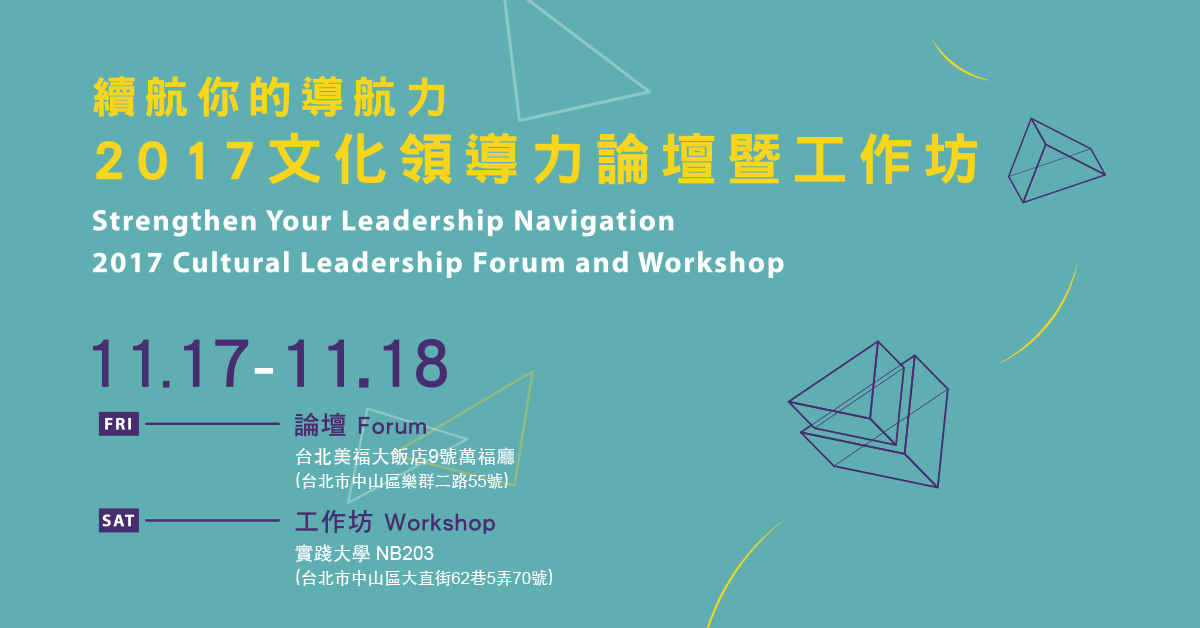 續航你的導航力
2017文化領導力論壇暨工作坊
Strengthen Your Leadership Navigation
2017 Cultural Leadership Forum and Workshop
11.17-11.18
FRI 論壇 Forum
台北美福大飯店9號萬福廳
(台北市中山區樂群二路55號)
SAT 工作坊 Workshop
實踐大學 NB203
(台北市中山區大直街62巷5弄70號)